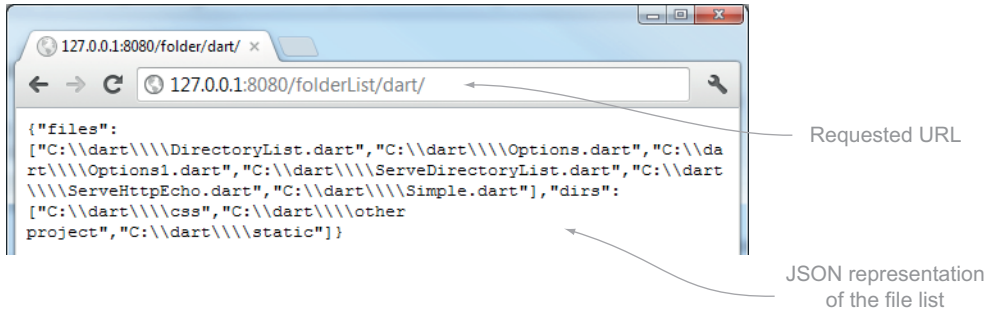 127.0.0.1:8080/folder/dart/
127.0.0.1:8080/folderList/dart/
Requested URL
{"files":
["C:\\dart\\\\DirectoryList.dart","C:\\dart\\\\Options.dart","C:\\da
rt\\\\Options1.dart","C:\\dart\\\\ServeDirectoryList.dart","C:\\dart
\\\\ServeHttpEcho.dart","C:\\dart\\\\Simple.dart"],"dirs":
["C:\\dart\\\\css","C:\\dart\\\\other
project","C:\\dart\\\\static"]}
JSON representation
of the file list